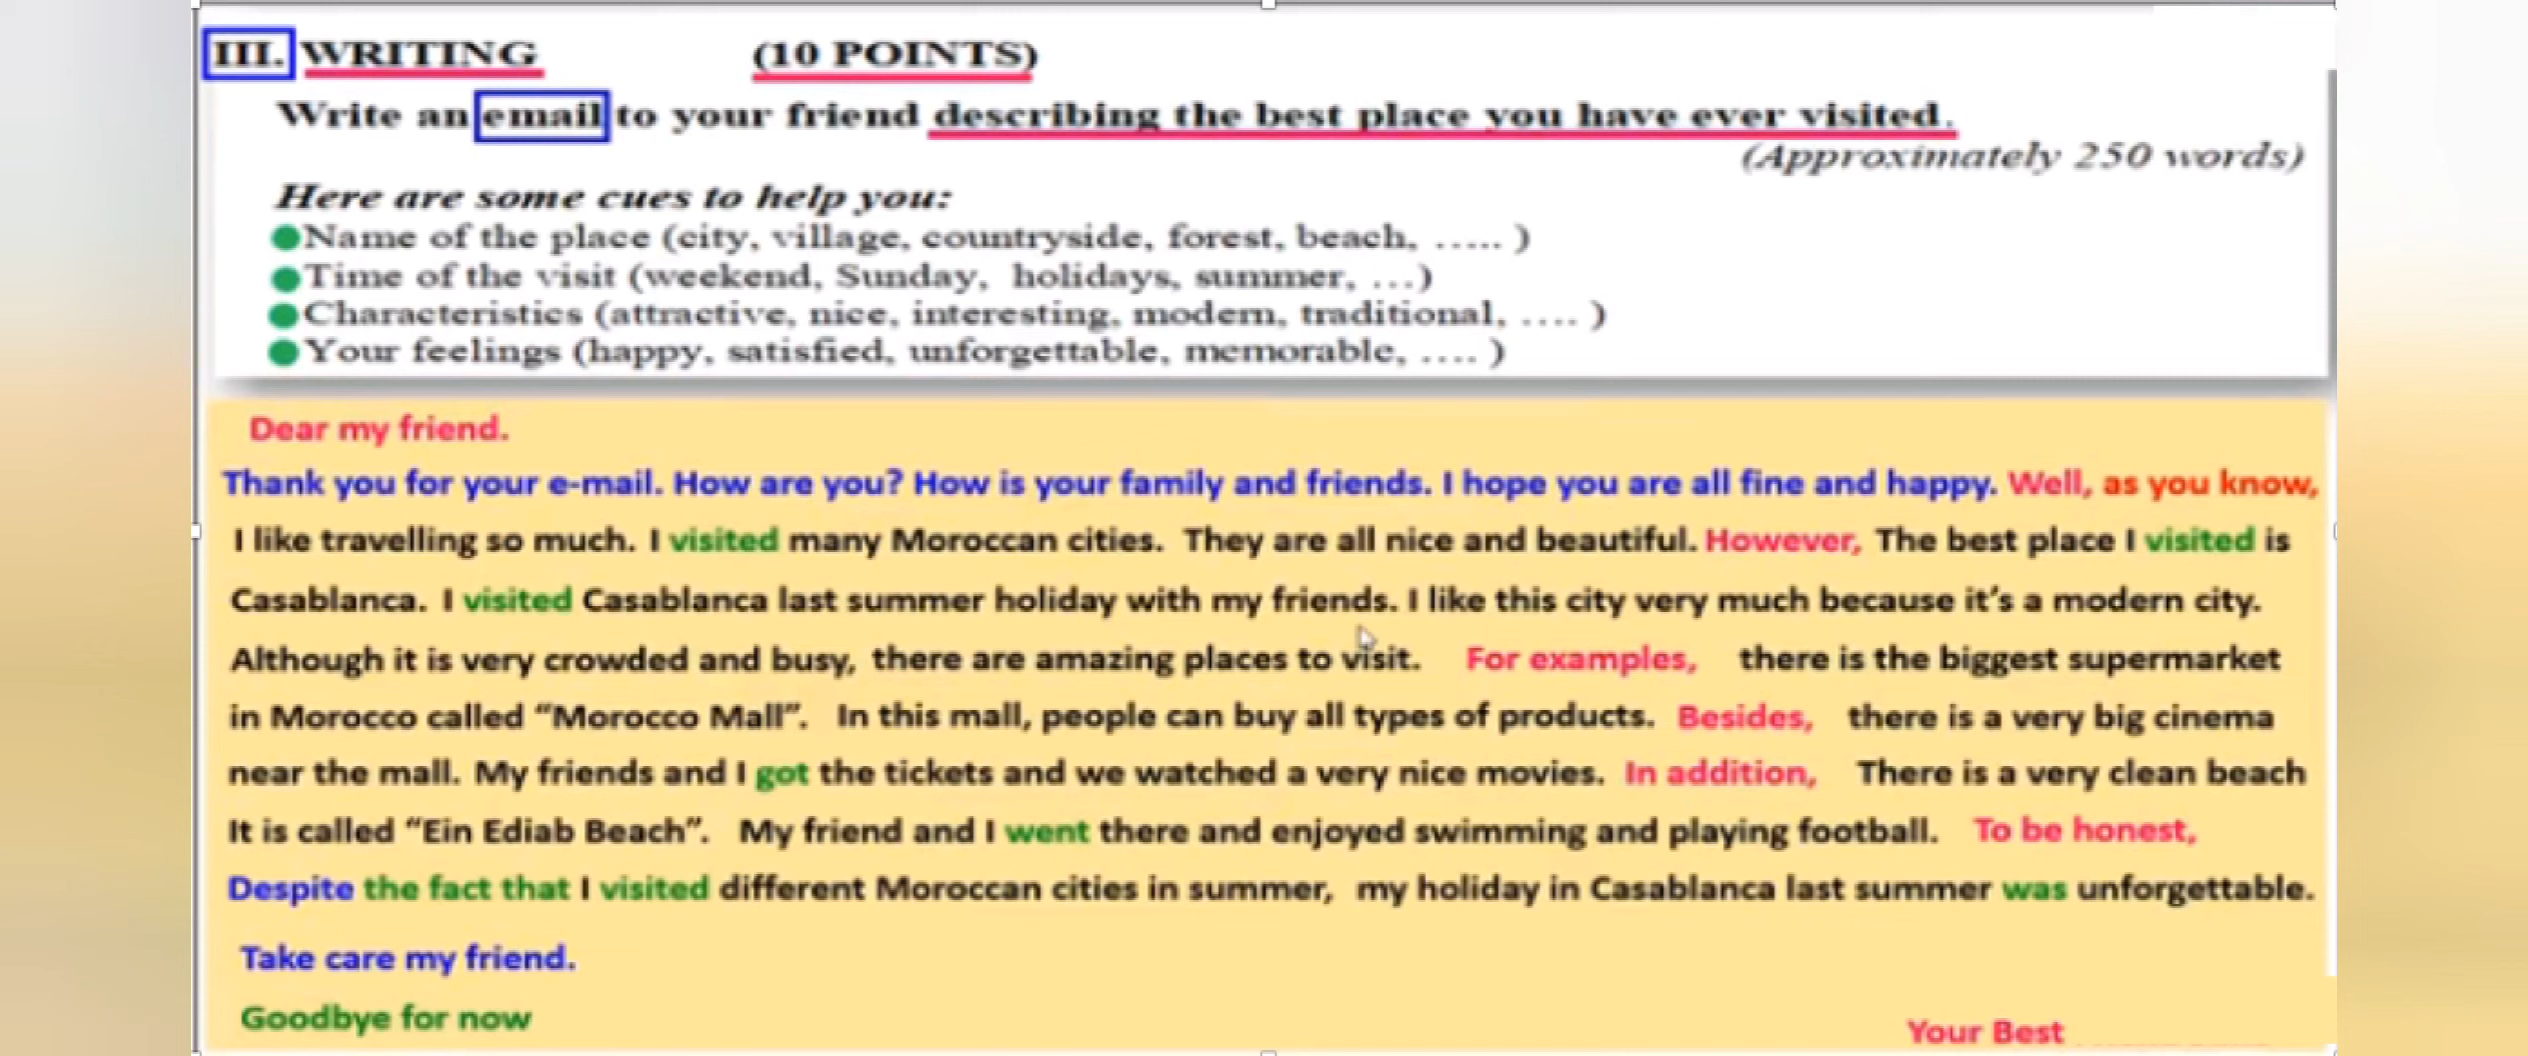 III. WRITING (10 POINTS)
Write an email to your friend describing the best place you have ever visited.
(Approximately 250 words)
Here are some cues to help you:
●Name of the place (city, village, countryside, forest, beach, ..... )
●Time of the visit (weekend, Sunday, holidays, summer, ...)
●Characteristics (attractive, nice, interesting, modern, traditional, .... )
●Your feelings (happy, satisfied, unforgettable, memorable, .... )
Dear my friend.
Thank you for your e-mail. How are you? How is your family and friends. I hope you are all fine and happy. Well, as you know,
I like travelling so much. I visited many Moroccan cities. They are all nice and beautiful. However, The best place I visited is
Casablanca. I visited Casablanca last summer holiday with my friends. I like this city very much because it's a modern city.
Although it is very crowded and busy, there are amazing places to visit. For examples, there is the biggest supermarket
in Morocco called “Morocco Mall”. In this mall, people can buy all types of products. Besides, there is a very big cinema
near the mall. My friends and I got the tickets and we watched a very nice movies. In addition, There is a very clean beach
It is called “Ein Ediab Beach”. My friend and I went there and enjoyed swimming and playing football. To be honest,
Despite the fact that I visited different Moroccan cities in summer, my holiday in Casablanca last summer was unforgettable.
Take care my friend.
Goodbye for now
Your Best